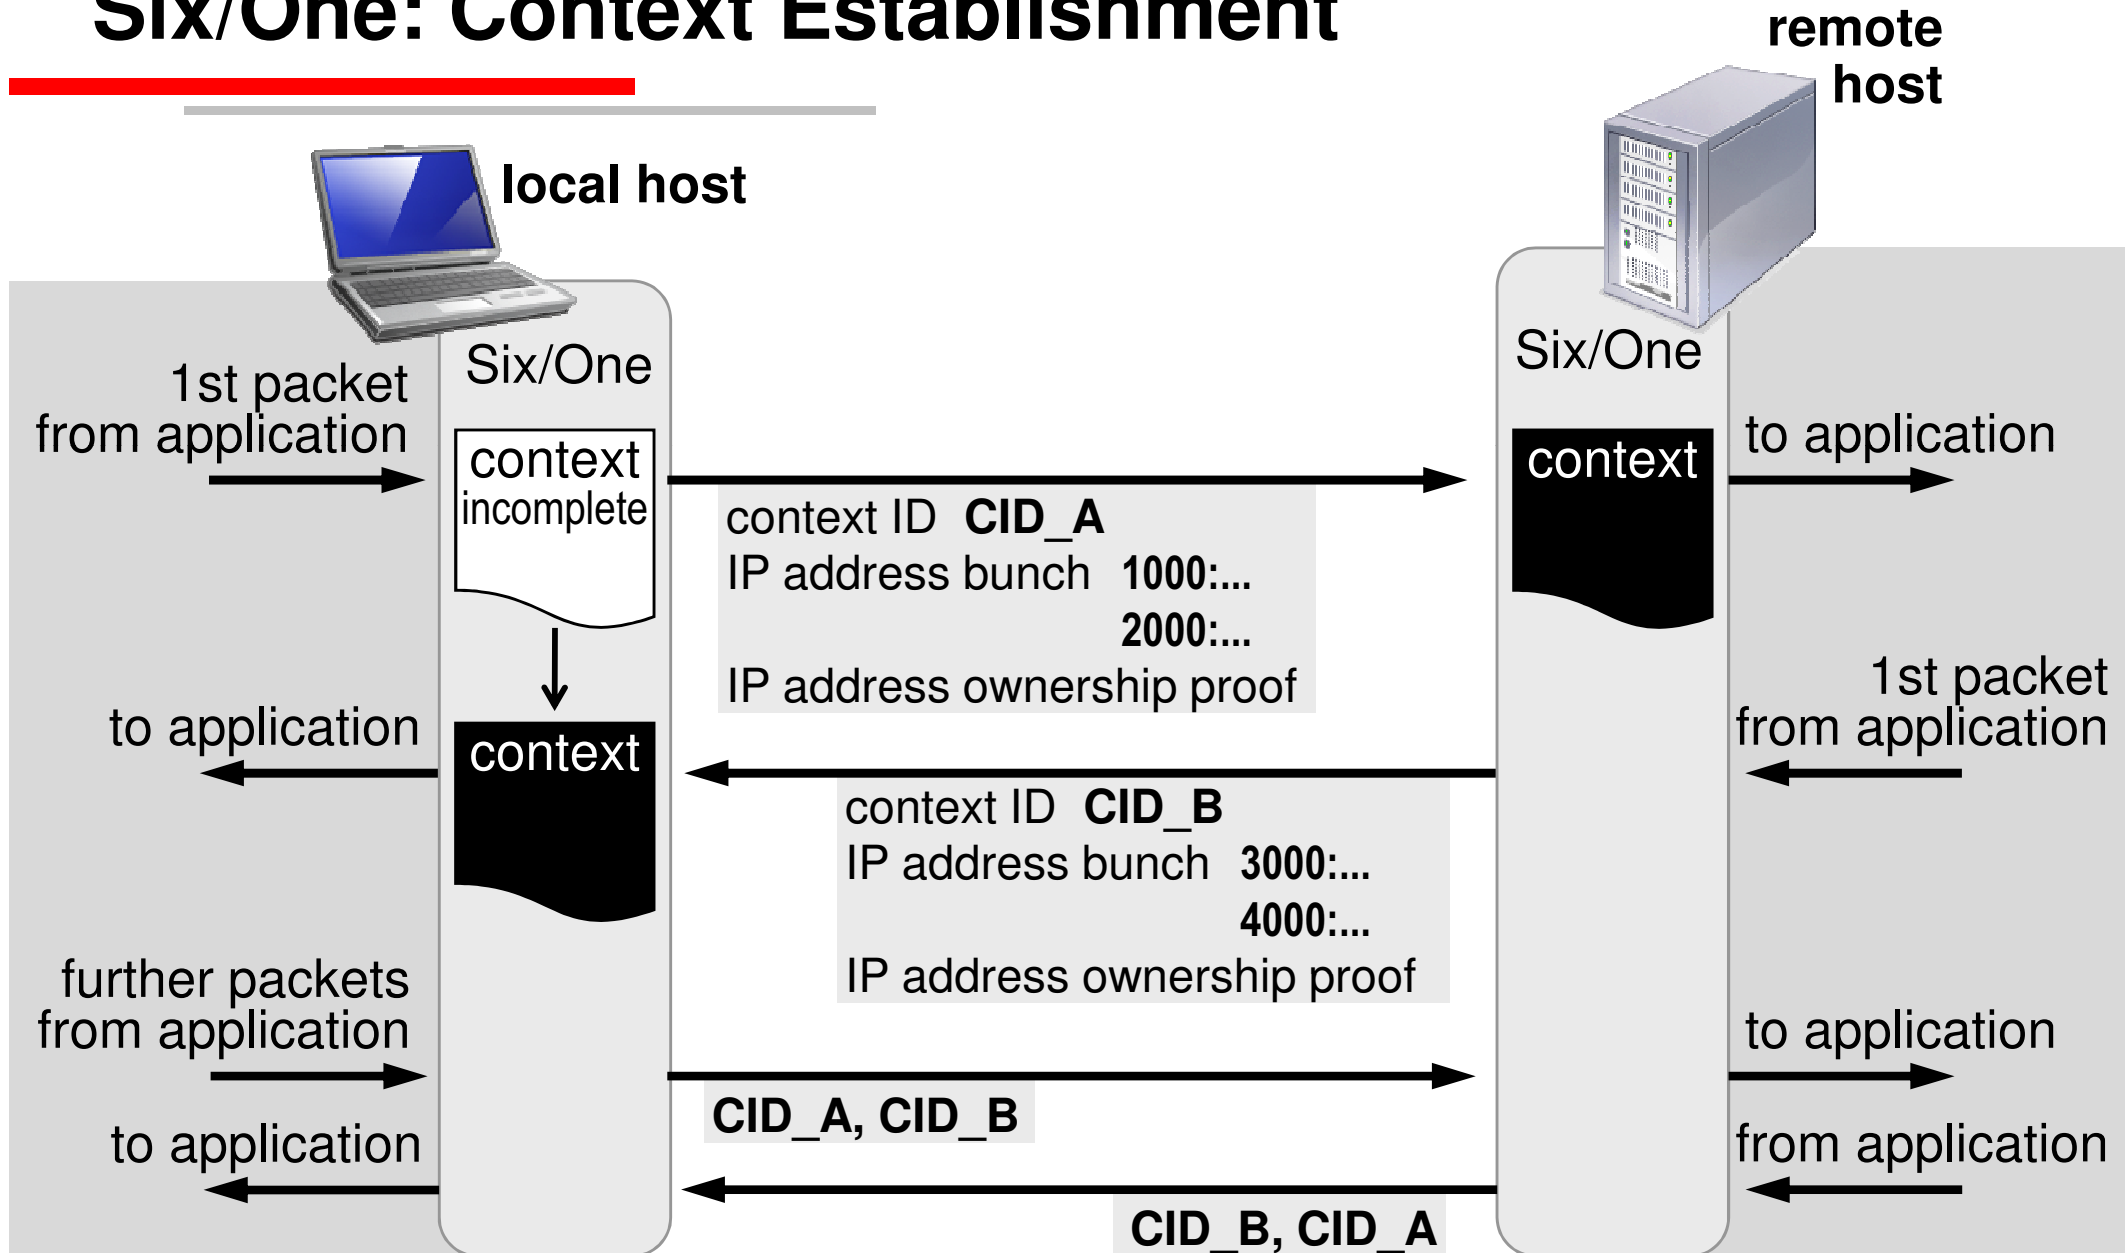 Six/One: Context Establishment
remote
host
local host
Six/One
Six/One
1st packet
from application
context
incomplete
context
to application
context ID CID_A
IP address bunch 1000:...
2000:...
IP address ownership proof
1st packet
from application
to application
context
context ID CID_B
IP address bunch 3000:...
4000:...
IP address ownership proof
further packets
from application
to application
CID_A, CID_B
to application
from application
CID_B, CID_A